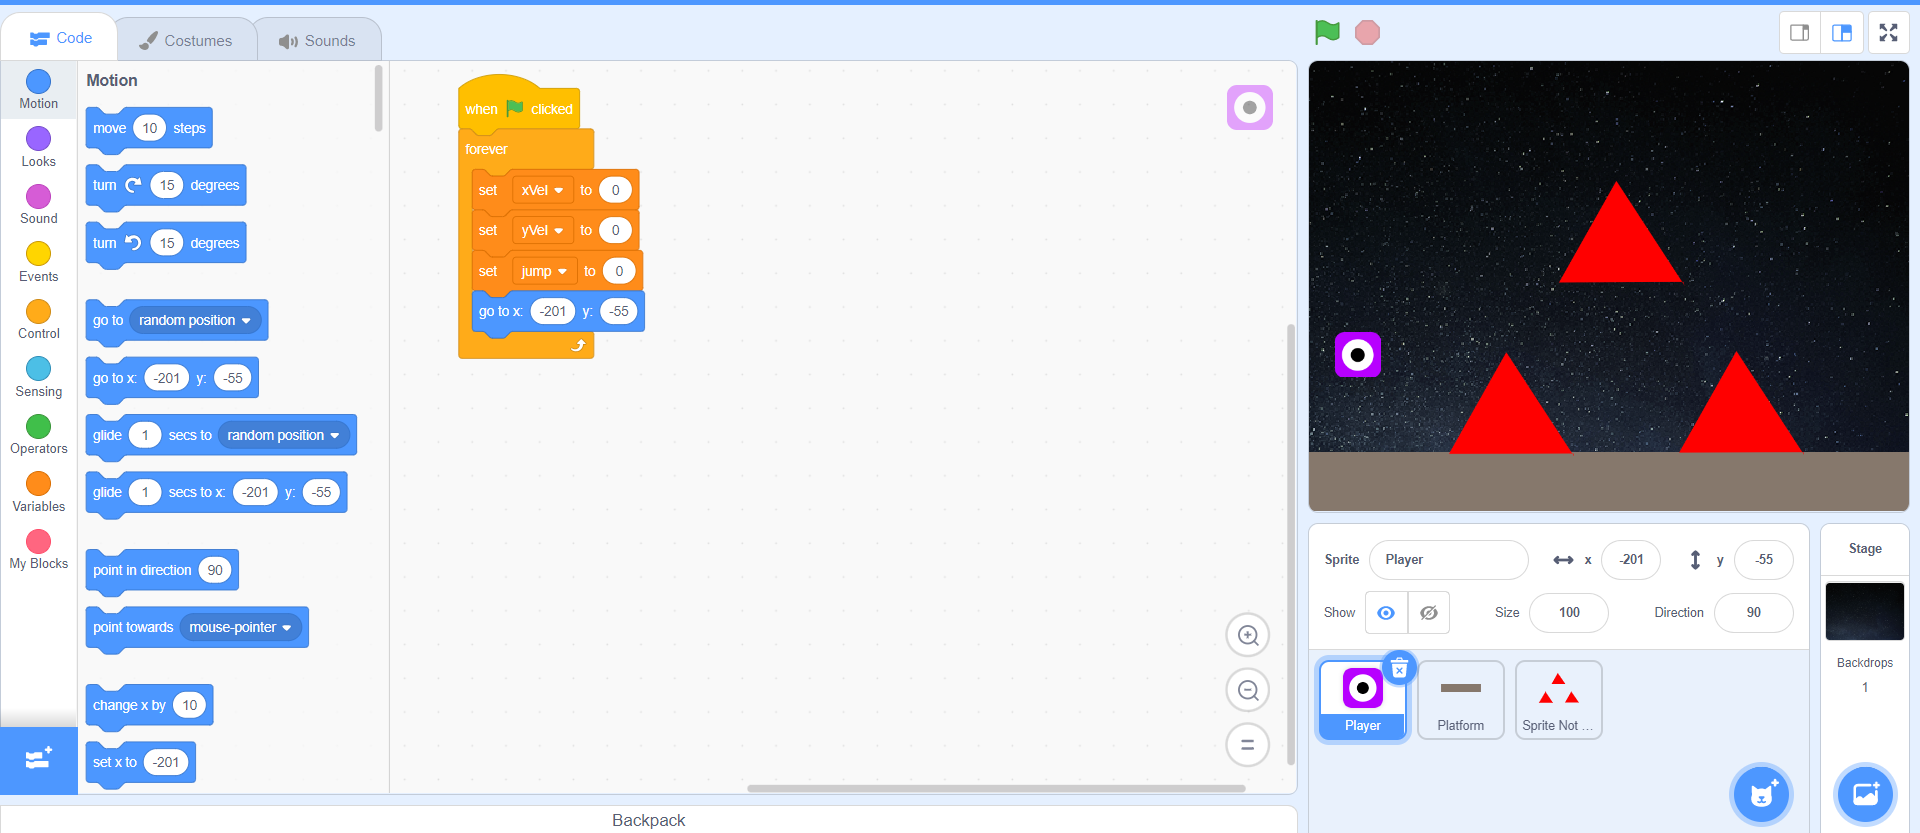 Code
Costumes
Sounds
Motion
Looks
Sound
Events
Control
Sensing
Operators
Variables
My Blocks
Motion
move 10 steps
turn 15 degrees
turn 15 degrees
go to random position
go to x: -201 y: -55
glide 1 secs to random position
glide 1 secs to x: -201 y: -55
point in direction 90
point towards mouse-pointer
change x by 10
set x to -201
when clicked
forever
set xVel to 0
set yVel to 0
set jump to 0
go to x: -201 y: -55
Backpack
Sprite Player x -201 y -55
Show Size 100 Direction 90
Player
Platform
Sprite Not ...
Stage
Backdrops
1